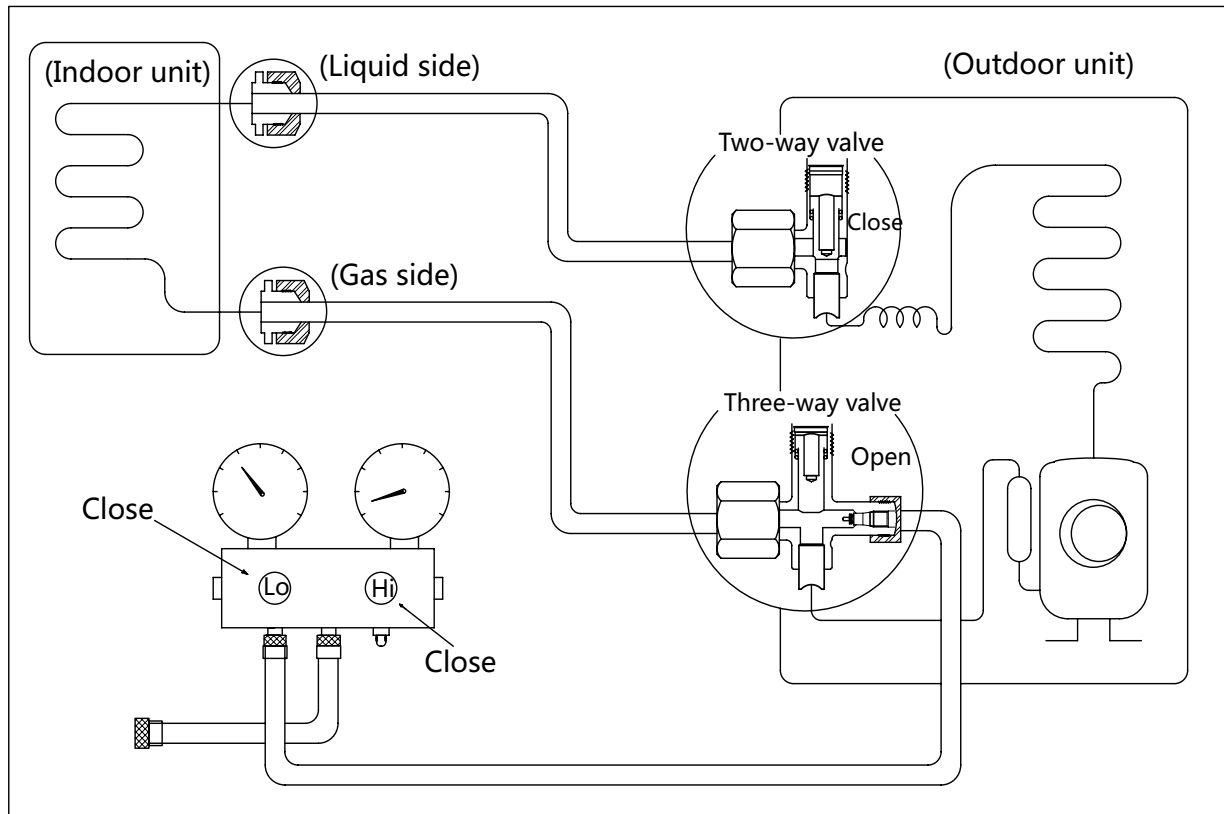 (Indoor unit)
(Liquid side)
(Outdoor unit)
Two-way valve
Close
(Gas side)
Three-way valve
Open
Close
Lo
Hi
Close